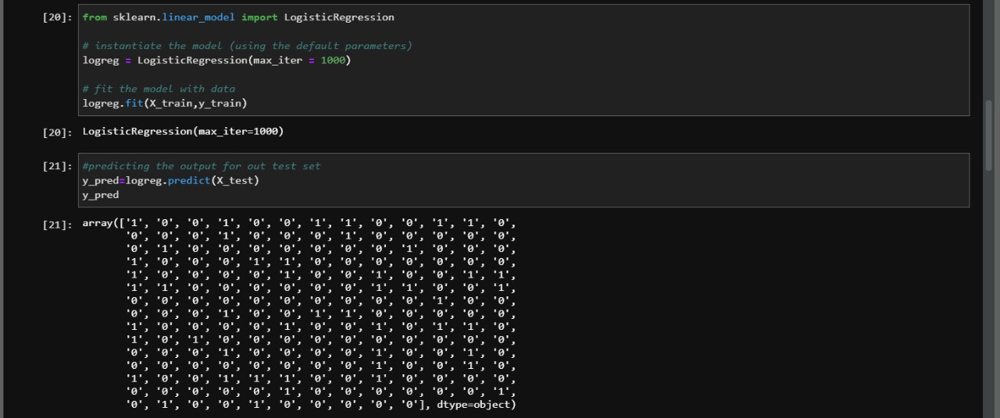 [20]: from sklearn.linear_model import LogisticRegression
# instantiate the model (using the default parameters)
logreg = LogisticRegression(max_iter = 1000)
# fit the model with data
logreg.fit(X_train,y_train)
[20]: LogisticRegression(max_iter=1000)
[21]: #predicting the output for out test set
y_pred=logreg.predict(X_test)
y_pred
[21]: array(['1', '0', '0', '1', '0', '0', '1', '1', '0', '0', '1', '1', '0',
'0', '0', '0', '1', '0', '0', '0', '1', '0', '0', '0', '0', '0',
'0', '1', '0', '0', '0', '0', '0', '0', '0', '1', '0', '0', '0',
'1', '0', '0', '0', '1', '1', '0', '0', '0', '0', '0', '0', '0',
'1', '0', '0', '0', '0', '1', '0', '0', '1', '0', '0', '1', '1',
'1', '1', '0', '0', '0', '0', '0', '0', '1', '1', '0', '0', '1',
'0', '0', '0', '0', '0', '0', '0', '0', '0', '0', '1', '0', '0',
'0', '0', '0', '1', '0', '0', '1', '1', '0', '0', '0', '0', '0',
'1', '0', '0', '0', '0', '1', '0', '0', '1', '0', '1', '1', '0',
'1', '0', '1', '0', '0', '0', '0', '0', '0', '0', '0', '0', '0',
'0', '0', '0', '1', '0', '0', '0', '0', '1', '0', '0', '1', '0',
'0', '0', '0', '0', '0', '0', '0', '0', '1', '0', '0', '1', '0',
'1', '0', '0', '1', '1', '1', '0', '0', '1', '0', '0', '0', '0',
'0', '0', '0', '0', '0', '1', '0', '0', '0', '0', '0', '0', '1',
'0', '1', '0', '0', '1', '0', '0', '0', '0', '0'], dtype=object)